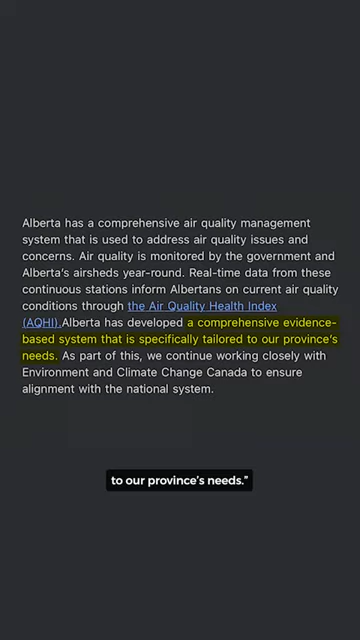 Alberta has a comprehensive air quality management
system that is used to address air quality issues and
concerns. Air quality is monitored by the government and
Alberta's airsheds year-round. Real-time data from these
continuous stations inform Albertans on current air quality
conditions through the Air Quality Health Index
(AQHI).Alberta has developed a comprehensive evidence-
based system that is specifically tailored to our province's
needs. As part of this, we continue working closely with
Environment and Climate Change Canada to ensure
alignment with the national system.
to our province's needs."